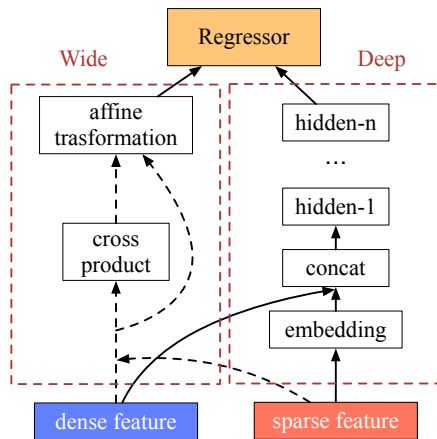 Regressor
Wide
Deep
affine
trasformation
hidden-n
...
hidden-1
cross
product
concat
embedding
dense feature
sparse feature